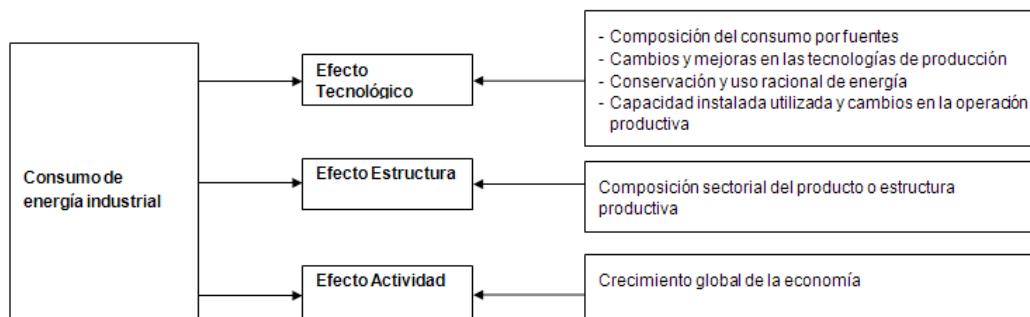 Consumo de
energía industrial
Efecto
Tecnológico
Efecto Estructura
Efecto Actividad
- Composición del consumo por fuentes
- Cambios y mejoras en las tecnologías de producción
- Conservación y uso racional de energía
- Capacidad instalada utilizada y cambios en la operación
productiva
Composición sectorial del producto o estructura
productiva
Crecimiento global de la economía